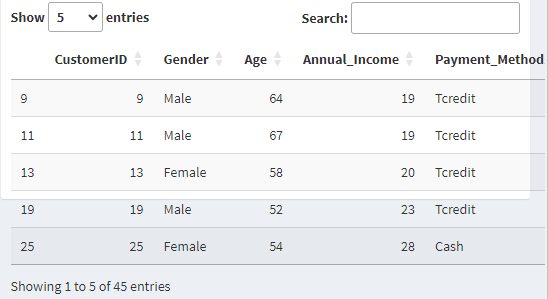 Show 5 entries Search:
CustomerID Gender Age Annual_Income Payment_Method
9 9 Male 64 19 Tcredit
11 11 Male 67 19 Tcredit
13 13 Female 58 20 Tcredit
19 19 Male 52 23 Tcredit
25 25 Female 54 28 Cash
Showing 1 to 5 of 45 entries